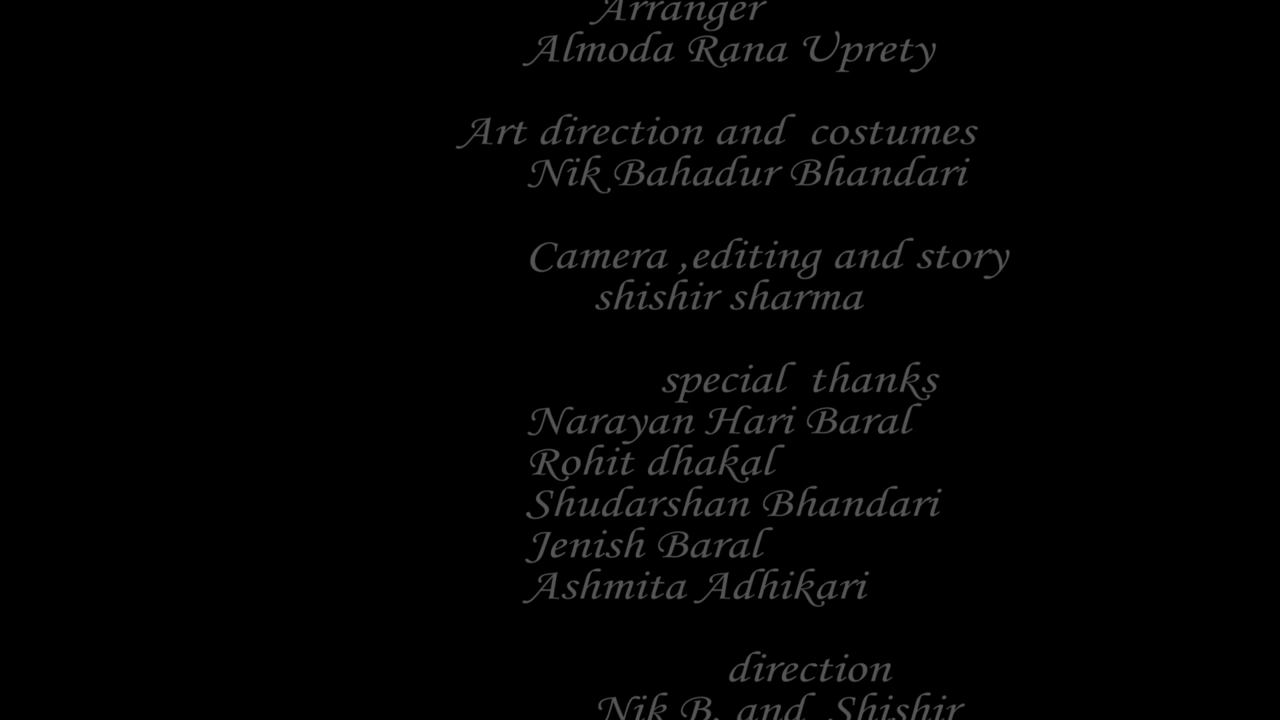 Arranger
Almoda Rana Uprety
Art direction and costumes
Nik Bahadur Bhandari
Camera ,editing and story
shishir sharma
special thanks
Narayan Hari Baral
Rohit dhakal
Shudarshan Bhandari
Jenish Baral
Ashmita Adhikari
direction
Nik B. and Shishir